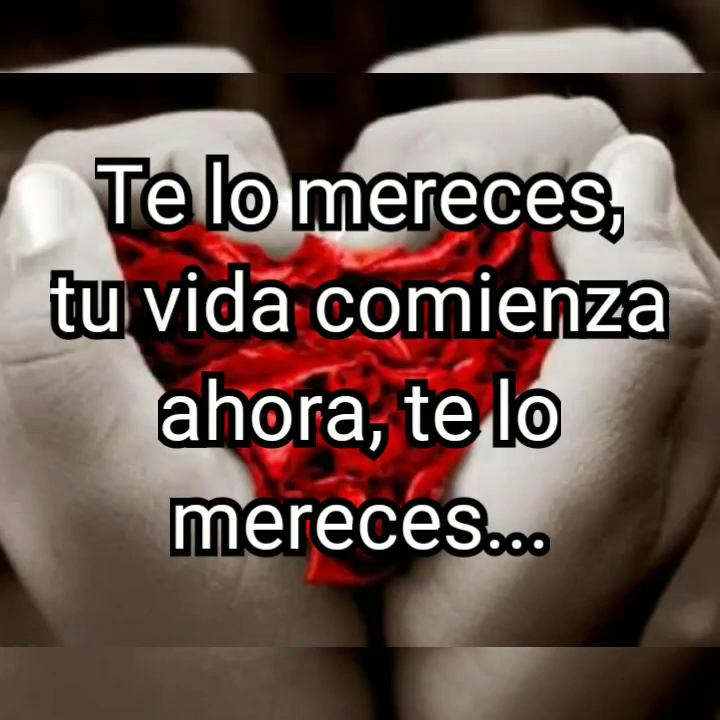 Te lo mereces,
tu vida comienza
ahora, te lo
mereces...